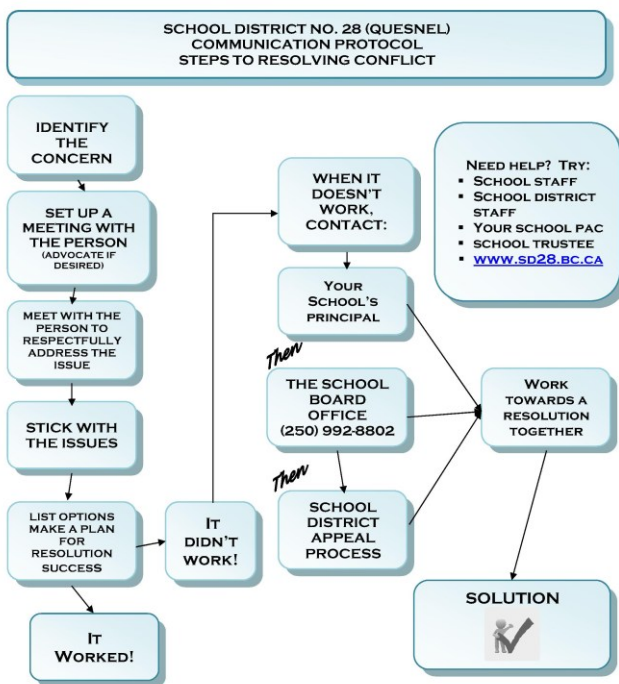 SCHOOL DISTRICT NO. 28 (QUESNEL)
COMMUNICATION PROTOCOL
STEPS TO RESOLVING CONFLICT
IDENTIFY
THE
CONCERN
SET UP A
MEETING WITH
THE PERSON
(ADVOCATE IF
DESIRED)
MEET WITH THE
PERSON TO
RESPECTFULLY
ADDRESS THE
ISSUE
STICK WITH
THE ISSUES
LIST OPTIONS
MAKE A PLAN
FOR
RESOLUTION
SUCCESS
IT
WORKED!
IT
DIDN'T
WORK!
WHEN IT
DOESN'T
WORK,
CONTACT:
YOUR
SCHOOL'S
PRINCIPAL
Then
THE SCHOOL
BOARD
OFFICE
(250) 992-8802
Then
SCHOOL
DISTRICT
APPEAL
PROCESS
NEED HELP? TRY:
▪ SCHOOL STAFF
▪ SCHOOL DISTRICT
STAFF
▪ YOUR SCHOOL PAC
▪ SCHOOL TRUSTEE
▪ WWW.SD28.BC.CA
WORK
TOWARDS A
RESOLUTION
TOGETHER
SOLUTION